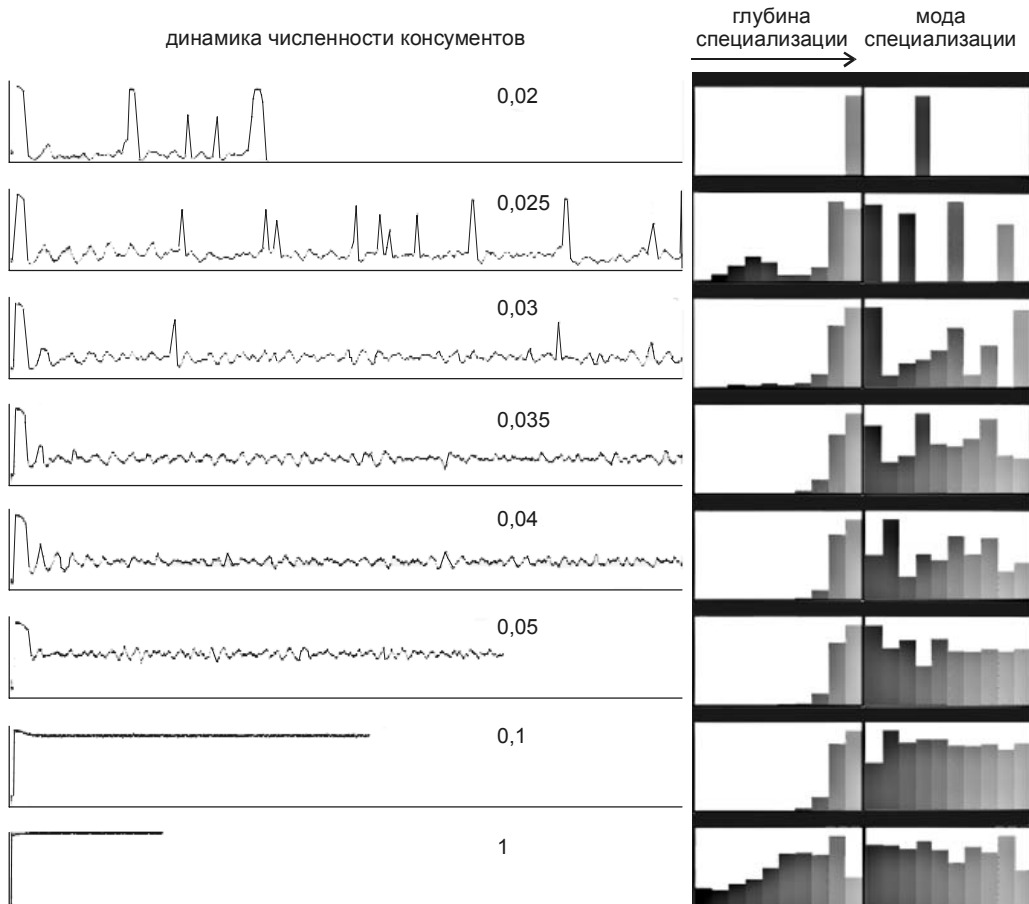 динамика численности консументов
глубина
специализации
мода
специализации
0,02
0,025
0,03
0,035
0,04
0,05
0,1
1